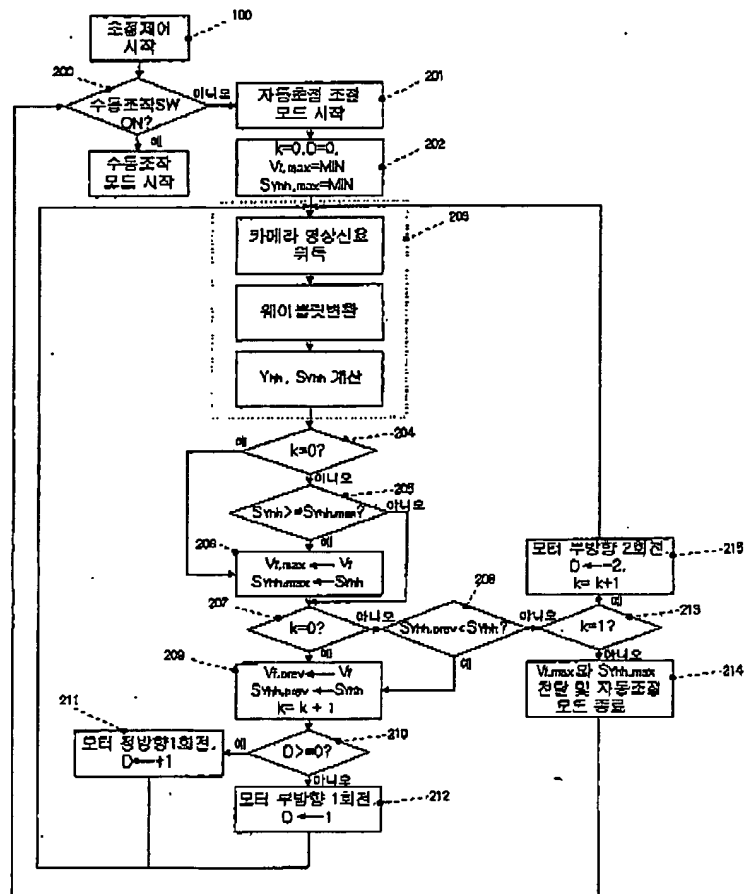 100
초점제어
시작
200
수동조작SW
ON?
아니오
예
수동조작
모드 시작
201
자동초점 조절
모드 시작
202
k=0,D=0,
Vf,max=MIN
SYhh,max=MIN
203
카메라 영상신호
취득
웨이블릿변환
Yhh, SYhh 계산
204
k=0?
예
아니오
205
SYhh>=SYhh,max?
아니오
예
206
Vf,max ← Vf
SYhh,max ← SYhh
207
k=0?
아니오
예
208
SYhh,prev<SYhh?
아니오
예
209
Vf,prev ← Vf
SYhh,prev ← SYhh
k= k + 1
210
D>=0?
예
아니오
211
모터 정방향1회전,
D ← +1
212
모터 부방향 1회전,
D ← 1
213
k=1?
예
아니오
214
Vf,max와 SYhh,max
전달 및 자동조절
모드 종료
215
모터 부방향 2회전
D ← -2,
k= k+1